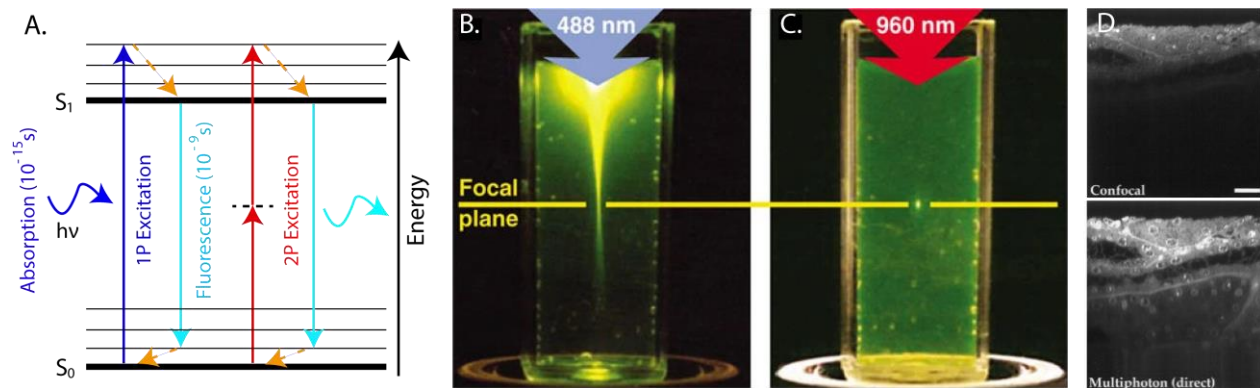 A.
S₁
Absorption (10⁻¹⁵s)
hν
1P Excitation
Fluorescence (10⁻⁹s)
2P Excitation
Energy
S₀
B.
488 nm
Focal
plane
C.
960 nm
D.
Confocal
Multiphoton (direct)